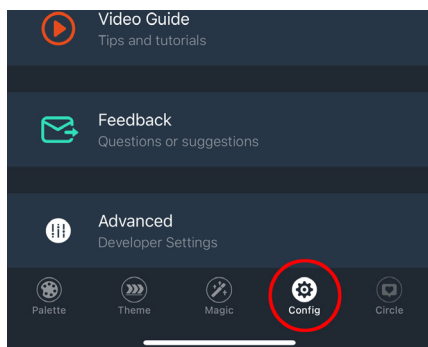 Video Guide
Tips and tutorials
Feedback
Questions or suggestions
Advanced
Developer Settings
Palette Theme Magic Config Circle